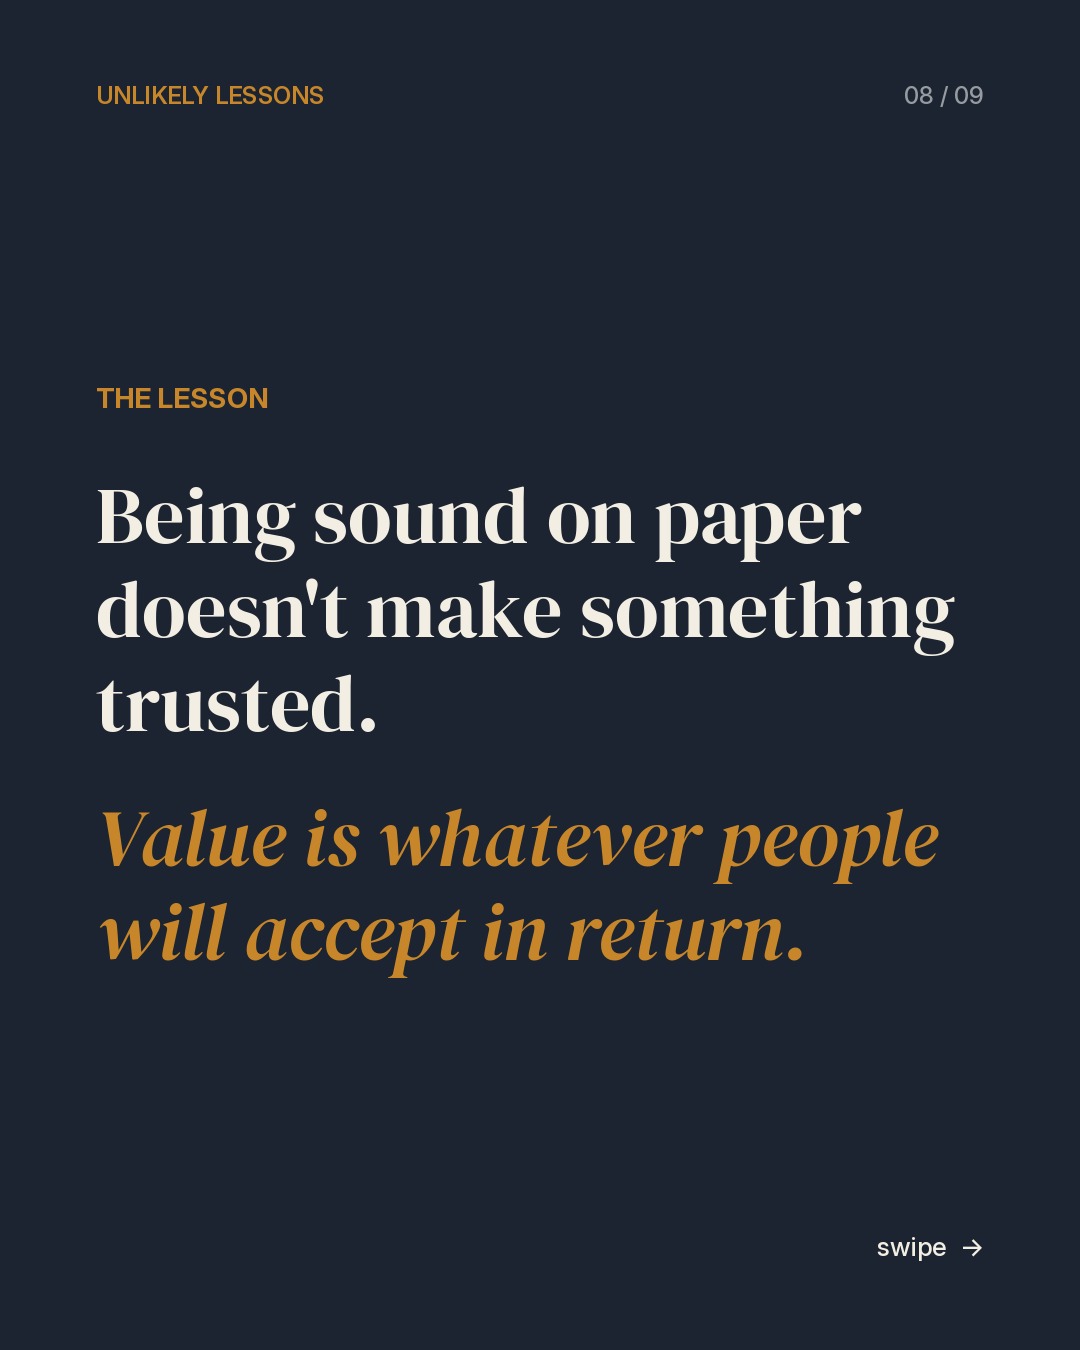 UNLIKELY LESSONS
08 / 09
THE LESSON
Being sound on paper
doesn't make something
trusted.
Value is whatever people
will accept in return.
swipe →